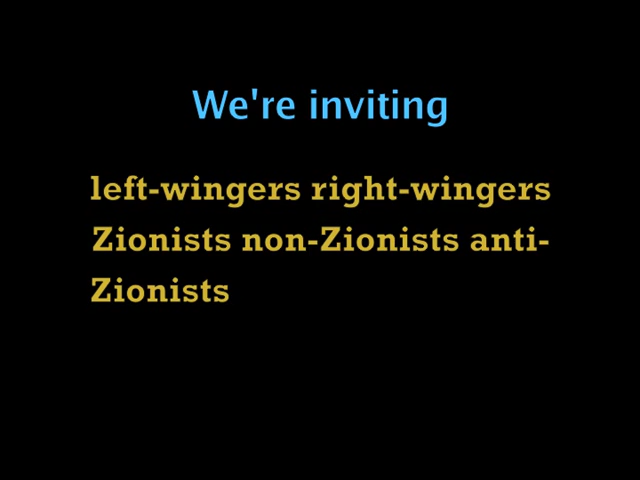 We're inviting
left-wingers right-wingers
Zionists non-Zionists anti-
Zionists